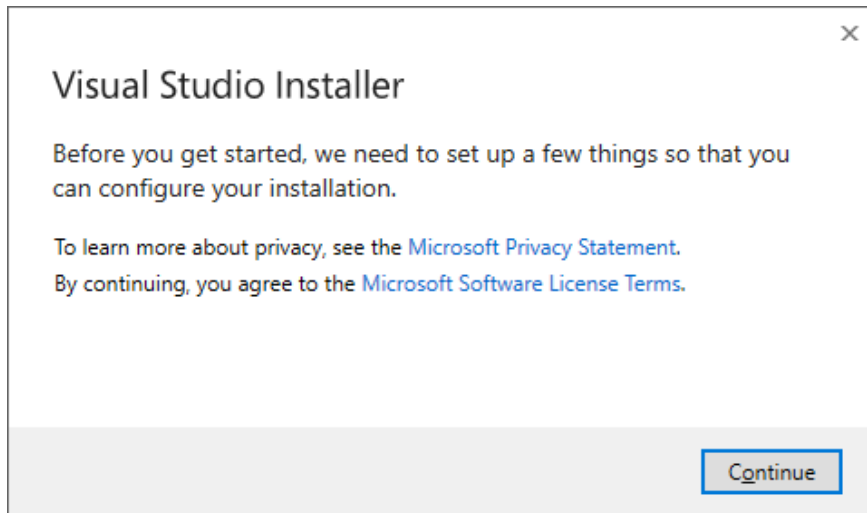 Visual Studio Installer
Before you get started, we need to set up a few things so that you
can configure your installation.
To learn more about privacy, see the Microsoft Privacy Statement.
By continuing, you agree to the Microsoft Software License Terms.
Continue